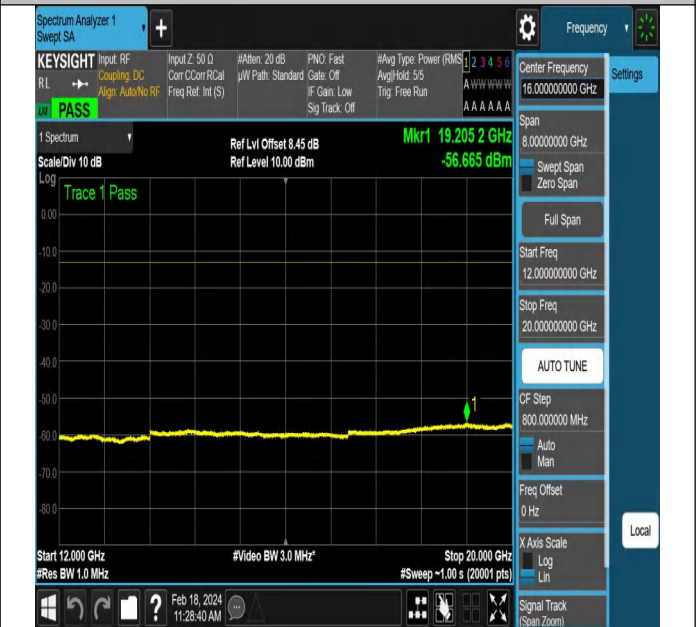 Spectrum Analyzer 1
Swept SA
Frequency
KEYSIGHT
RL
PASS
Input: RF
Coupling: DC
Align: Auto/No RF
Input Z: 50 Ω
Corr CCorr RCal
Freq Ref: Int (S)
#Atten: 20 dB
µW Path: Standard
PNO: Fast
Gate: Off
IF Gain: Low
Sig Track: Off
#Avg Type: Power (RMS
Avg|Hold: 5/5
Trig: Free Run
1 2 3 4 5 6
A W W W W W
A A A A A A
Center Frequency
16.000000000 GHz
Settings
1 Spectrum
Scale/Div 10 dB
Ref Lvl Offset 8.45 dB
Ref Level 10.00 dBm
Mkr1 19.205 2 GHz
-56.665 dBm
Span
8.00000000 GHz
Swept Span
Zero Span
Full Span
Start Freq
12.000000000 GHz
Stop Freq
20.000000000 GHz
AUTO TUNE
CF Step
800.000000 MHz
Auto
Man
Freq Offset
0 Hz
X Axis Scale
Log
Lin
Signal Track
(Span Zoom)
Local
Log
Trace 1 Pass
0.00
-10.0
-20.0
-30.0
-40.0
-50.0
-60.0
-70.0
-80.0
1
Start 12.000 GHz
#Video BW 3.0 MHz*
Stop 20.000 GHz
#Res BW 1.0 MHz
#Sweep ~1.00 s (20001 pts)
?
Feb 18, 2024
11:28:40 AM